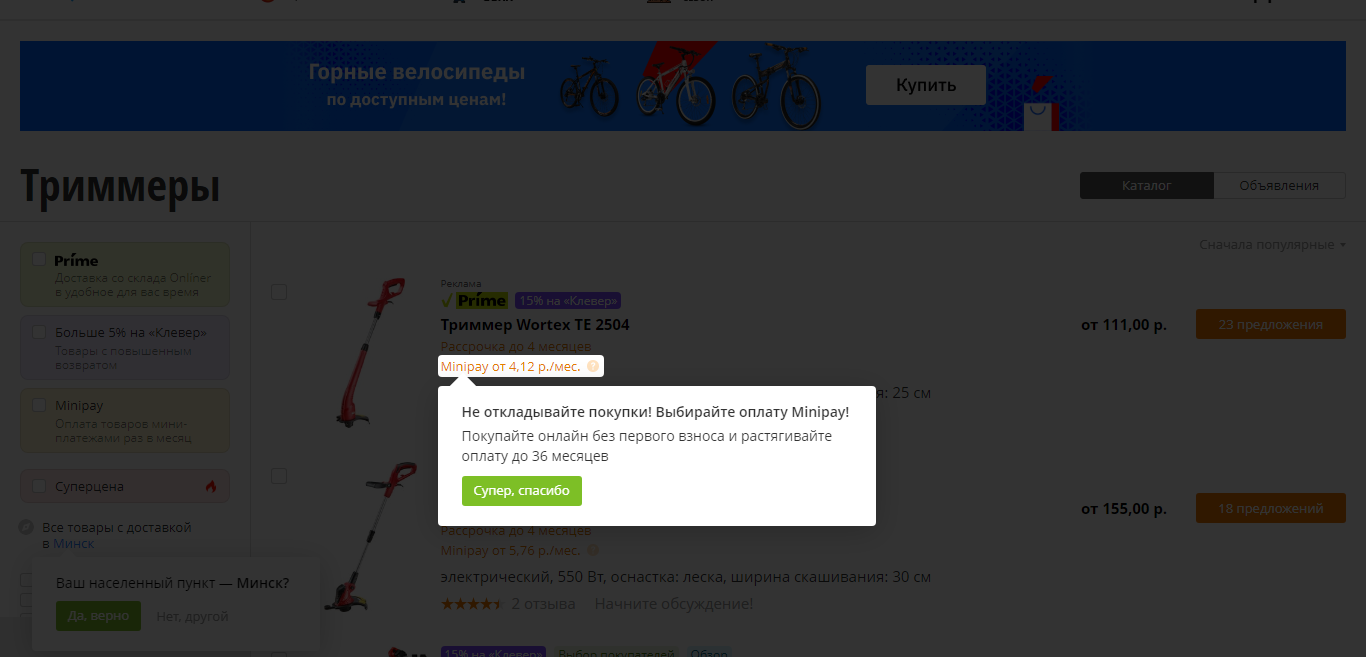 Горные велосипеды
по доступным ценам!
Купить
Триммеры
Каталог
Объявления
Сначала популярные
Prime
Доставка со склада Onliner
в удобное для вас время
Больше 5% на «Клевер»
Товары с повышенным
возвратом
Minipay
Оплата товаров мини-
платежами раз в месяц
Суперцена
Все товары с доставкой
в Минск
Ваш населенный пункт — Минск?
Да, верно
Нет, другой
Реклама
Prime 15% на «Клевер»
Триммер Wortex TE 2504
Рассрочка до 4 месяцев
Minipay от 4,12 р./мес. ?
от 111,00 р.
23 предложения
: 25 см
Не откладывайте покупки! Выбирайте оплату Minipay!
Покупайте онлайн без первого взноса и растягивайте
оплату до 36 месяцев
Супер, спасибо
от 155,00 р.
18 предложений
Рассрочка до 4 месяцев
Minipay от 5,76 р./мес. ?
электрический, 550 Вт, оснастка: леска, ширина скашивания: 30 см
2 отзыва Начните обсуждение!
15% на «Клевер» Выбор покупателей Обзор